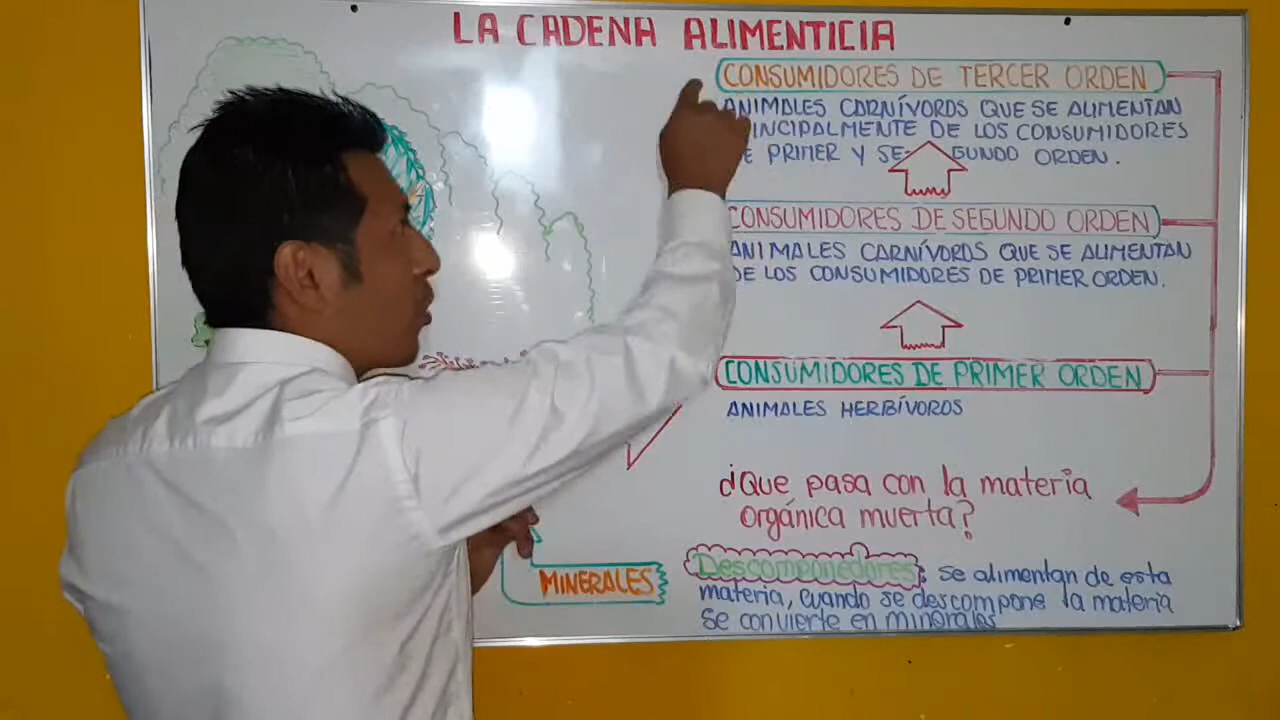 LA CADENA ALIMENTICIA
CONSUMIDORES DE TERCER ORDEN
ANIMALES CARNÍVOROS QUE SE ALIMENTAN
INCIPALMENTE DE LOS CONSUMIDORES
E PRIMER Y SEGUNDO ORDEN.
CONSUMIDORES DE SEGUNDO ORDEN
ANIMALES CARNÍVOROS QUE SE ALIMENTAN
DE LOS CONSUMIDORES DE PRIMER ORDEN.
CONSUMIDORES DE PRIMER ORDEN
ANIMALES HERBÍVOROS
¿Que pasa con la materia
orgánica muerta?
MINERALES
Descomponedores: se alimentan de esta
materia, cuando se descompone la materia
se convierte en minerales